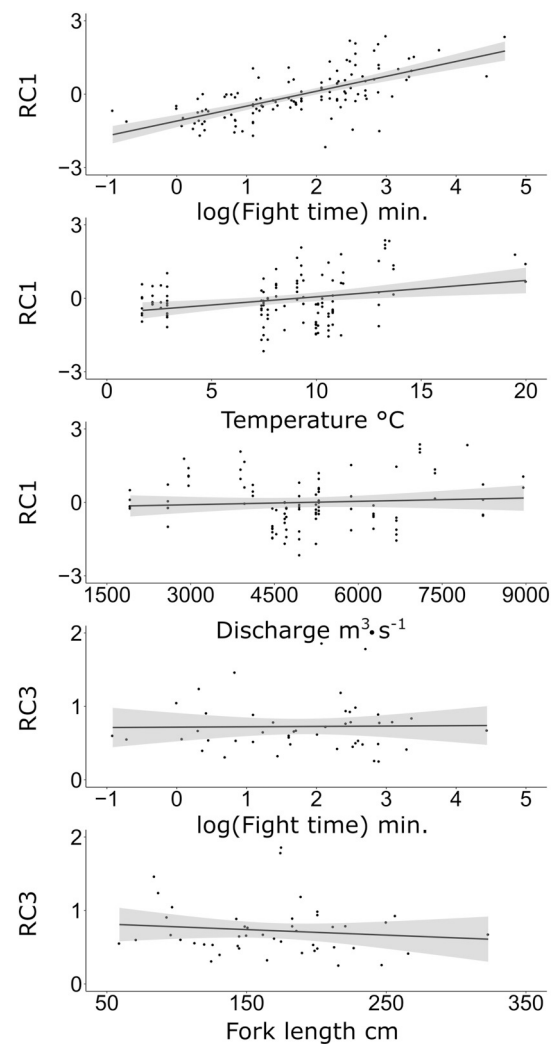 3
RC1
0
−3
−1 0 1 2 3 4 5
log(Fight time) min.
3
RC1
0
−3
0 5 10 15 20
Temperature °C
3
RC1
0
−3
1500 3000 4500 6000 7500 9000
Discharge m³•s⁻¹
2
RC3
1
0
−1 0 1 2 3 4 5
log(Fight time) min.
2
RC3
1
0
50 150 250 350
Fork length cm